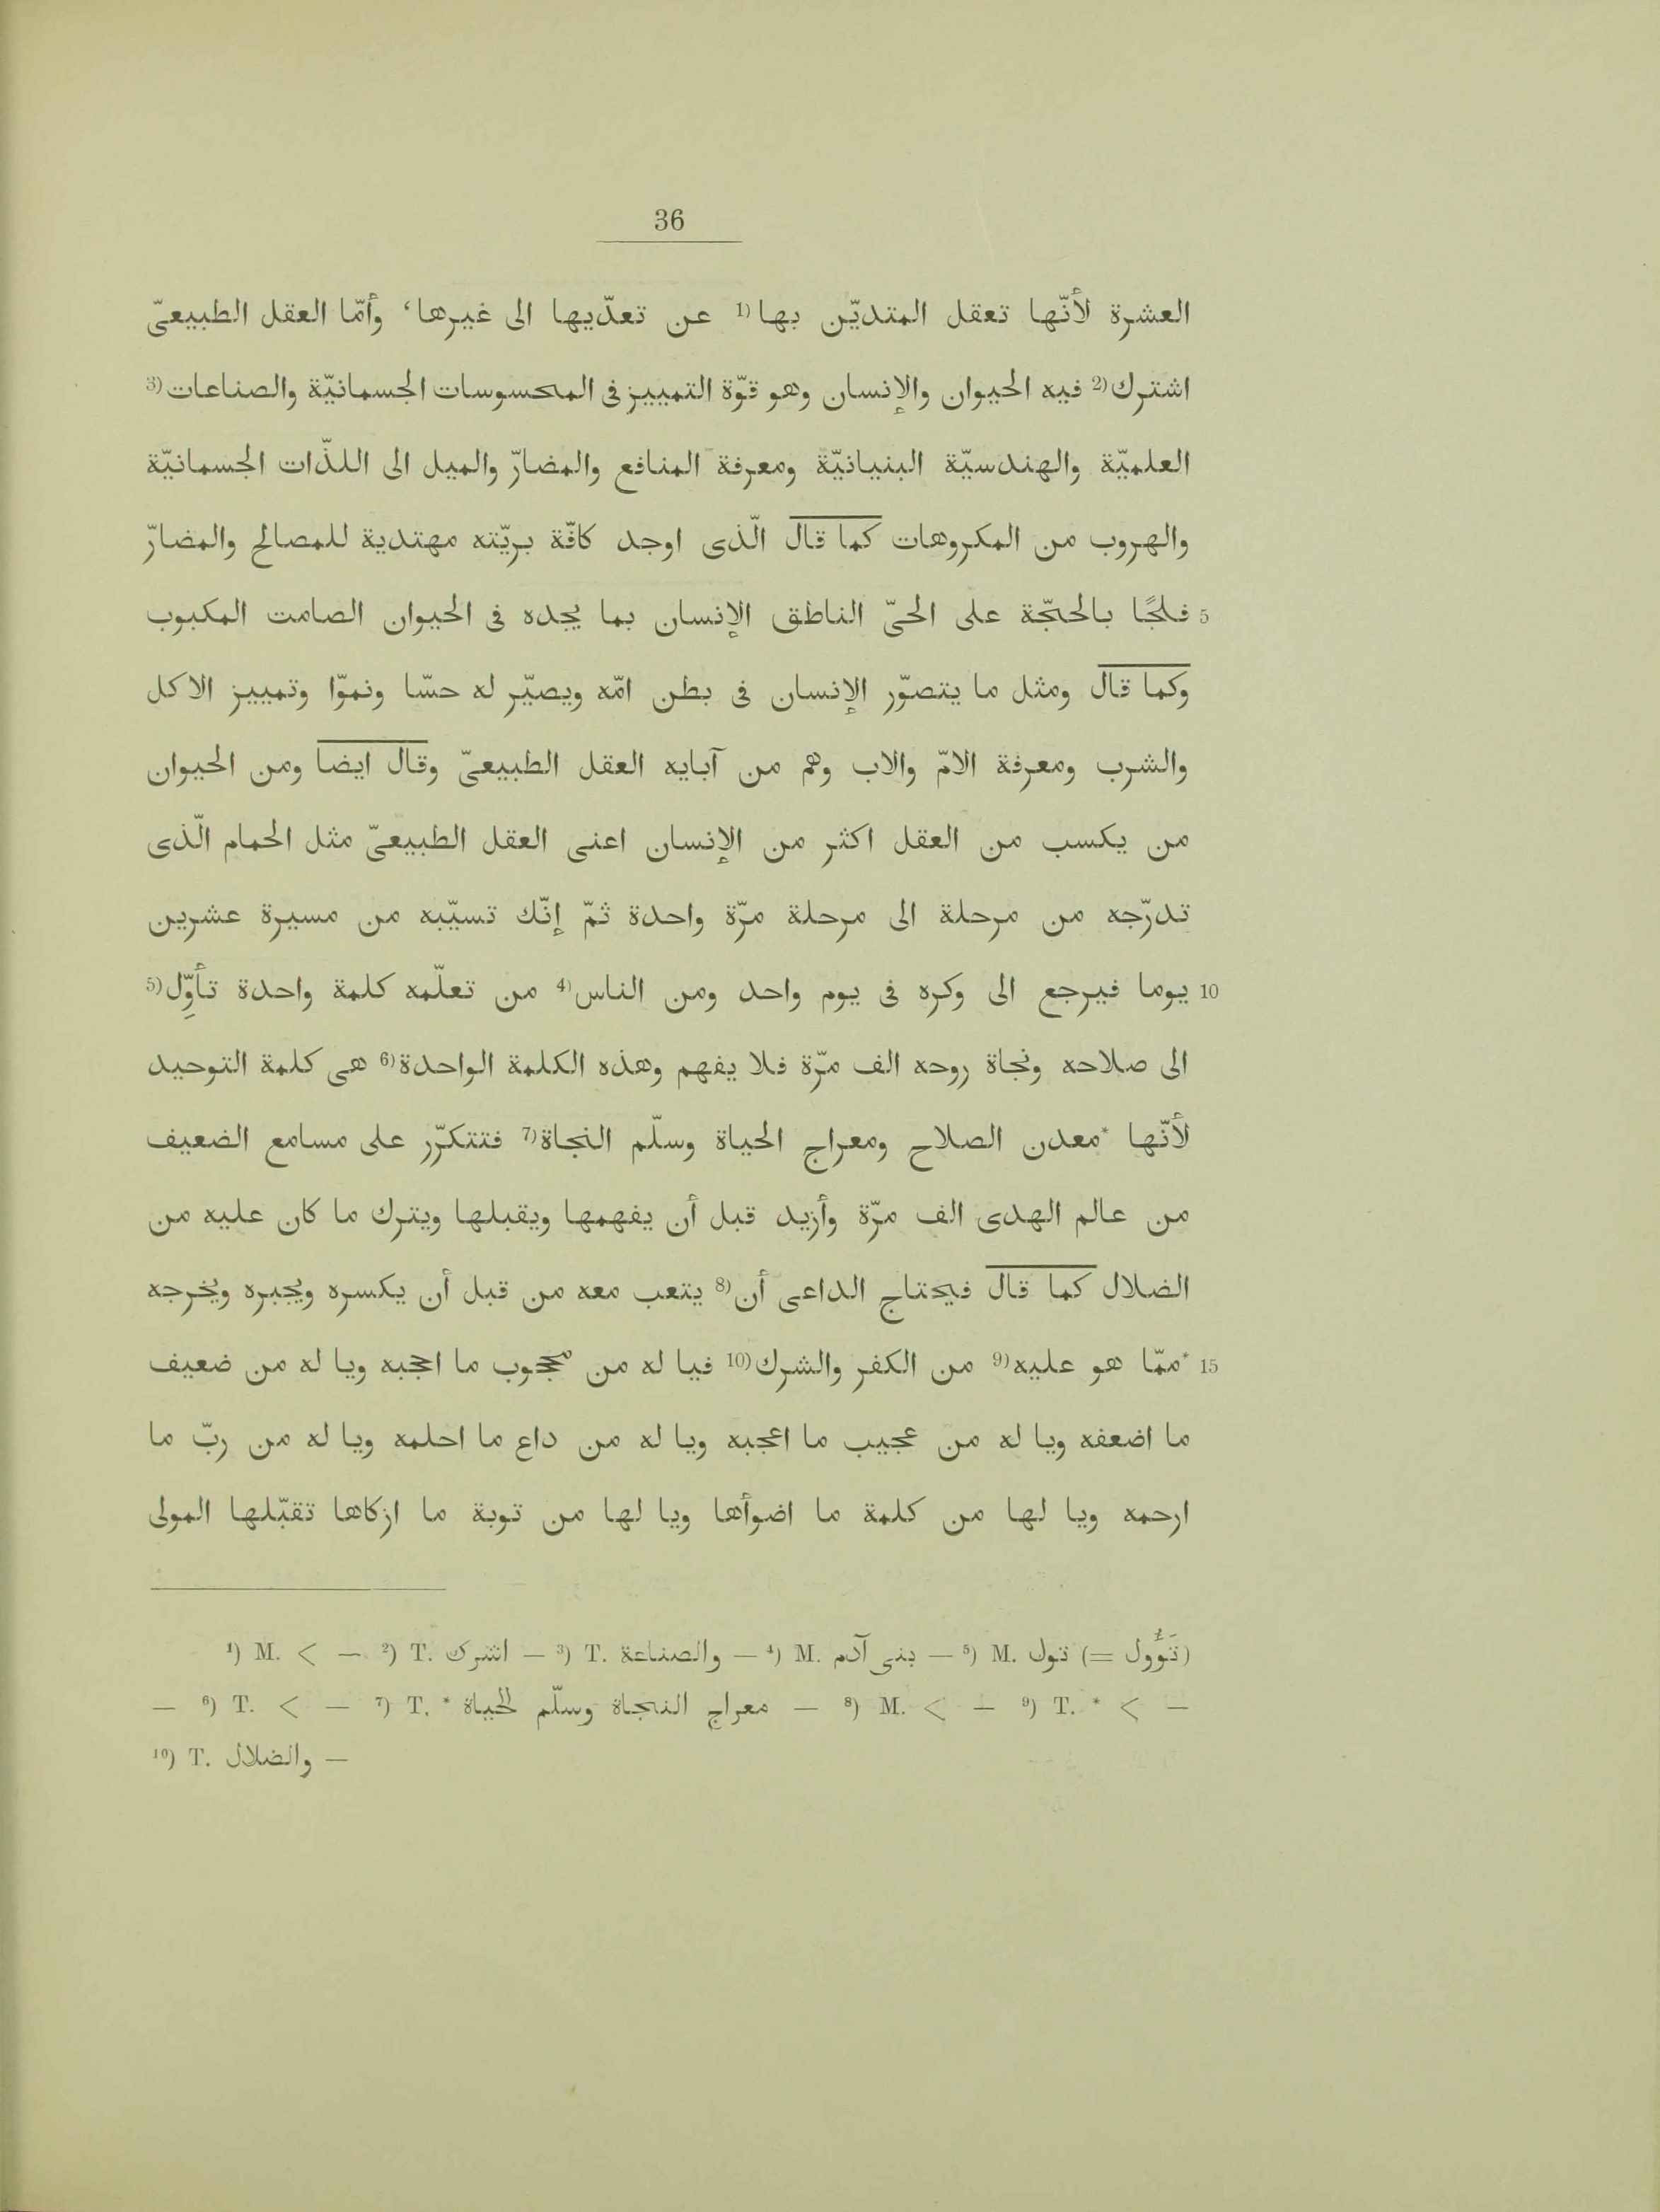 36
العشرة لأنّها تعقل المتديّن بها(1 عن تعدّيها الى غيرها، وأمّا العقل الطبيعىّ
اشترك(2 فيه الحيوان والإنسان وهو قوّة التمييز فى المحسوسات الجسمانيّة والصناعات(3
العلميّة والهندسيّة البنيانيّة ومعرفة المنافع والمضارّ والميل الى اللذّات الجسمانيّة
والهروب من المكروهات كما قال الّذى اوجد كافّة بريّته مهتدية للمصالح والمضارّ
5 فلجًا بالحجّة على الحىّ الناطق الإنسان بما يجده فى الحيوان الصامت المكبوب
وكما قال ومثل ما يتصوّر الإنسان فى بطن امّه ويصيّر له حسّا ونموّا وتمييز الاكل
والشرب ومعرفة الامّ والاب وهم من آبايه العقل الطبيعىّ وقال ايضا ومن الحيوان
من يكسب من العقل اكثر من الإنسان اعنى العقل الطبيعىّ مثل الحمام الّذى
تدرّجه من مرحلة الى مرحلة مرّة واحدة ثمّ إنّك تسيّبه من مسيرة عشرين
10 يوما فيرجع الى وكره فى يوم واحد ومن الناس(4 من تعلّمه كلمة واحدة تأوّل(5
الى صلاحه ونجاة روحه الف مرّة فلا يفهم وهذه الكلمة الواحدة(6 هى كلمة التوحيد
لأنّها *معدن الصلاح ومعراج الحياة وسلّم النجاة(7 فتتكرّر على مسامع الضعيف
من عالم الهدى الف مرّة وأزيد قبل أن يفهمها ويقبلها ويترك ما كان عليه من
الضلال كما قال فيحتاج الداعى أن(8 يتعب معه من قبل أن يكسره ويجبره ويخرجه
15 *ممّا هو عليه(9 من الكفر والشرك(10 فيا له من محجوب ما احجبه ويا له من ضعيف
ما اضعفه ويا له من عجيب ما اعجبه ويا له من داع ما احلمه ويا له من ربّ ما
ارحمه ويا لها من كلمة ما اضوأها ويا لها من توبة ما ازكاها تقبّلها المولى
¹) M. < — ²) T. اشرك — ³) T. والصناعة — ⁴) M. بنى آدم — ⁵) M. تول (= تَؤُول)
— ⁶) T. < — ⁷) T. * معراج النجاة وسلّم الحياة — ⁸) M. < — ⁹) T. * < —
¹⁰) T. والضلال —